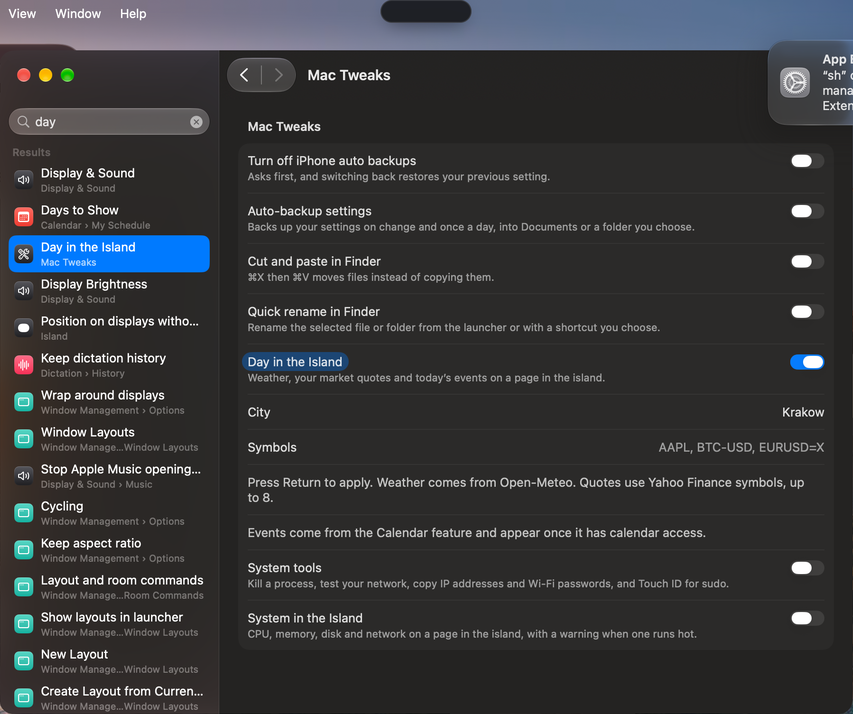 View Window Help
Mac Tweaks
App
"sh"
mana
Exten
day
Results
Display & Sound
Display & Sound
Days to Show
Calendar › My Schedule
Day in the Island
Mac Tweaks
Display Brightness
Display & Sound
Position on displays witho...
Island
Keep dictation history
Dictation › History
Wrap around displays
Window Management › Options
Window Layouts
Window Manage...Window Layouts
Stop Apple Music opening...
Display & Sound › Music
Cycling
Window Management › Options
Keep aspect ratio
Window Management › Options
Layout and room commands
Window Manage...Room Commands
Show layouts in launcher
Window Manage...Window Layouts
New Layout
Window Manage...Window Layouts
Create Layout from Curren...
Window Manage...Window Layouts
Mac Tweaks
Turn off iPhone auto backups
Asks first, and switching back restores your previous setting.
Auto-backup settings
Backs up your settings on change and once a day, into Documents or a folder you choose.
Cut and paste in Finder
⌘X then ⌘V moves files instead of copying them.
Quick rename in Finder
Rename the selected file or folder from the launcher or with a shortcut you choose.
Day in the Island
Weather, your market quotes and today's events on a page in the island.
City Krakow
Symbols AAPL, BTC-USD, EURUSD=X
Press Return to apply. Weather comes from Open-Meteo. Quotes use Yahoo Finance symbols, up
to 8.
Events come from the Calendar feature and appear once it has calendar access.
System tools
Kill a process, test your network, copy IP addresses and Wi-Fi passwords, and Touch ID for sudo.
System in the Island
CPU, memory, disk and network on a page in the island, with a warning when one runs hot.